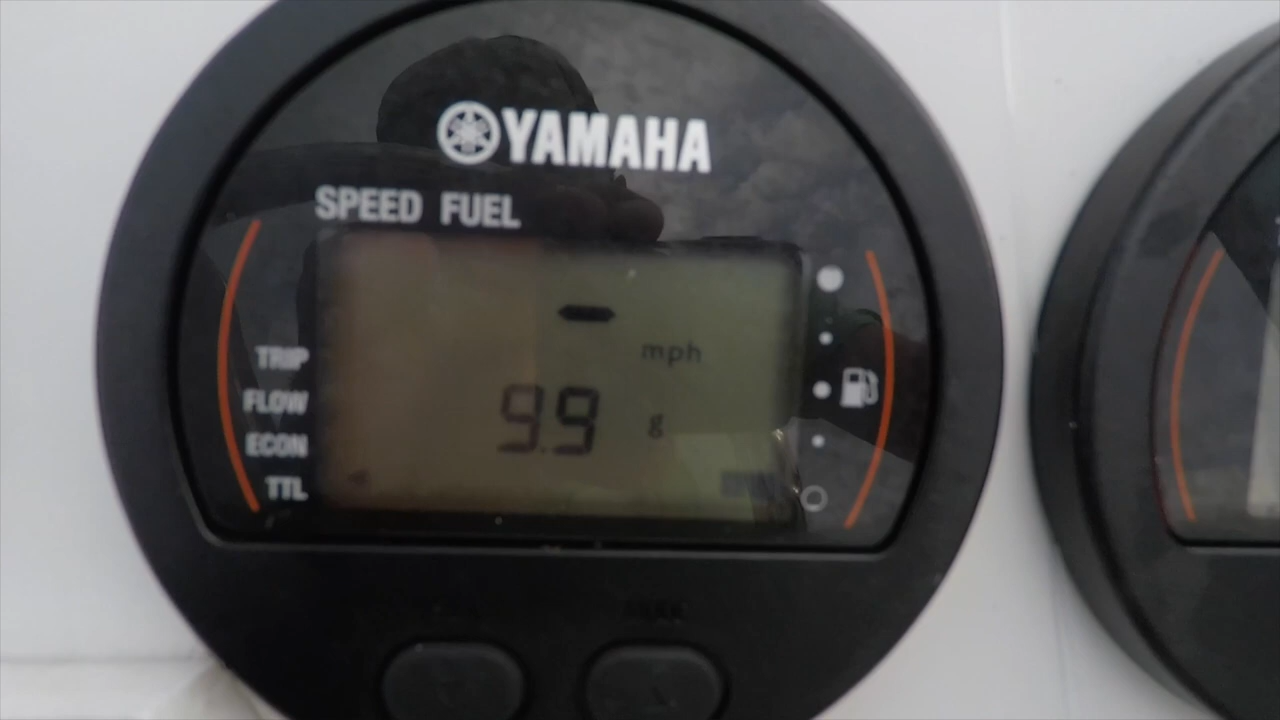 YAMAHA
SPEED FUEL
mph
TRIP
FLOW
9.9 g
ECON
TTL